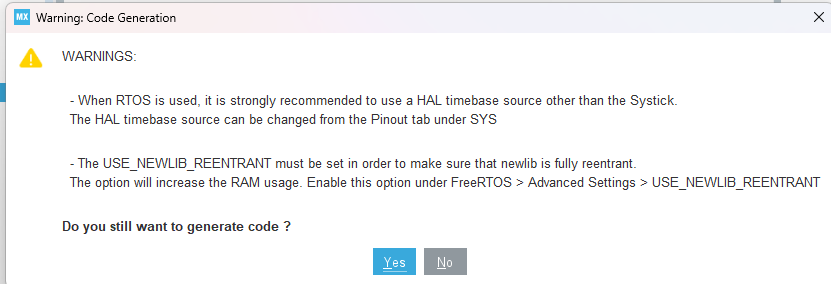 MX Warning: Code Generation
WARNINGS:
- When RTOS is used, it is strongly recommended to use a HAL timebase source other than the Systick.
The HAL timebase source can be changed from the Pinout tab under SYS
- The USE_NEWLIB_REENTRANT must be set in order to make sure that newlib is fully reentrant.
The option will increase the RAM usage. Enable this option under FreeRTOS > Advanced Settings > USE_NEWLIB_REENTRANT
Do you still want to generate code ?
Yes No